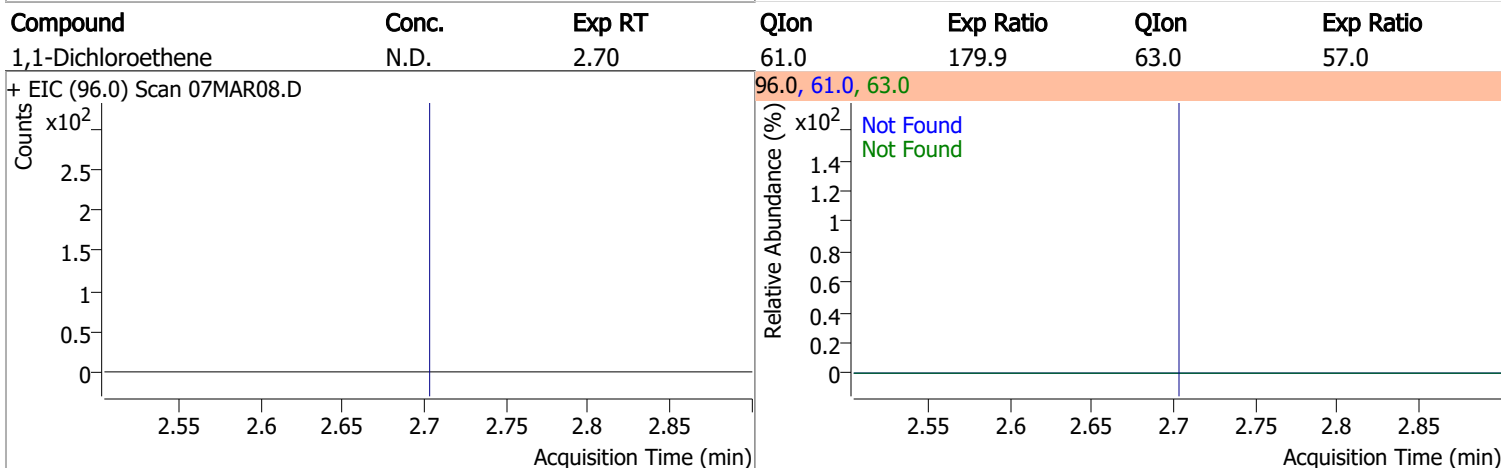 Compound Conc. Exp RT QIon Exp Ratio QIon Exp Ratio
1,1-Dichloroethene N.D. 2.70 61.0 179.9 63.0 57.0
+ EIC (96.0) Scan 07MAR08.D
Counts
x10²
2.5
2
1.5
1
0.5
0
2.55 2.6 2.65 2.7 2.75 2.8 2.85
Acquisition Time (min)
96.0, 61.0, 63.0
Relative Abundance (%)
x10²
Not Found
Not Found
1.4
1.2
1
0.8
0.6
0.4
0.2
0
2.55 2.6 2.65 2.7 2.75 2.8 2.85
Acquisition Time (min)